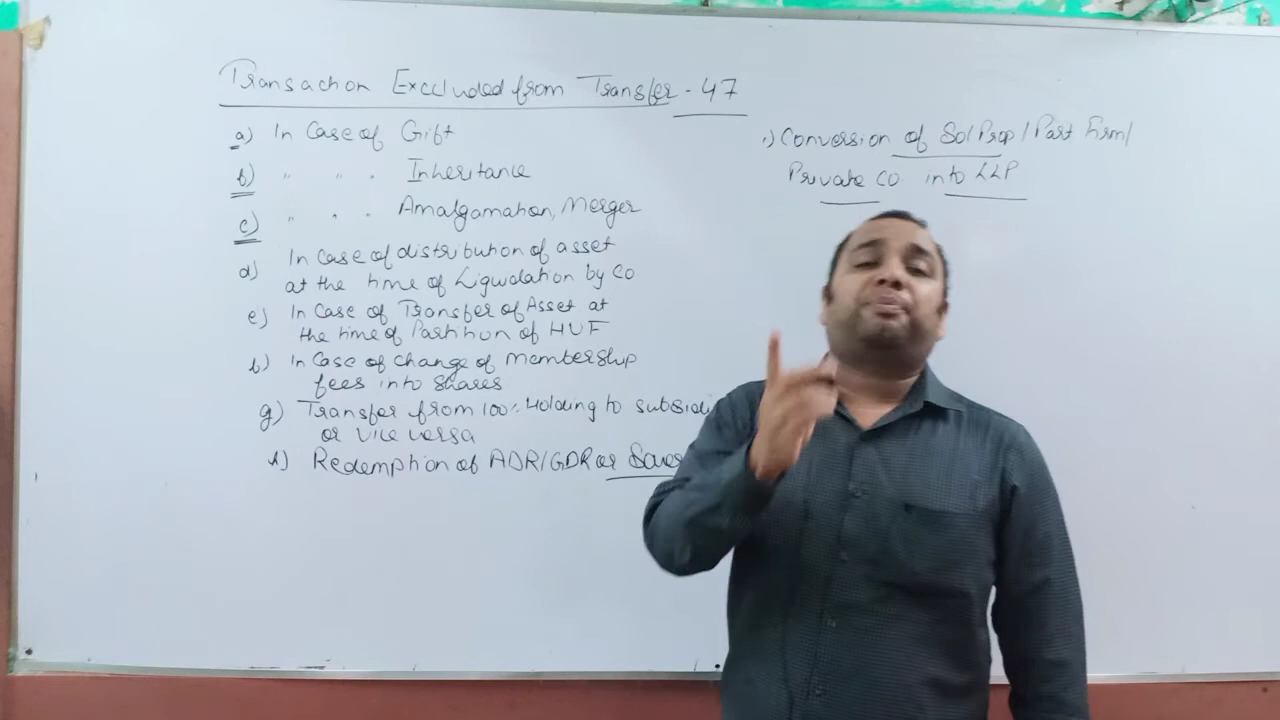 Transaction Excluded from Transfer - 47
a) In Case of Gift
b) " " " Inheritance
c) " " " Amalgamation, Merger
d) In Case of distribution of asset
at the time of Liquidation by Co
e) In Case of Transfer of Asset at
the time of Partition of HUF
f) In Case of change of Membership
fees into shares
g) Transfer from 100% Holding to subsidi
or vice versa
h) Redemption of ADR/GDR or Sover
i) Conversion of Sol Prop / Part Firm /
Private Co into LLP